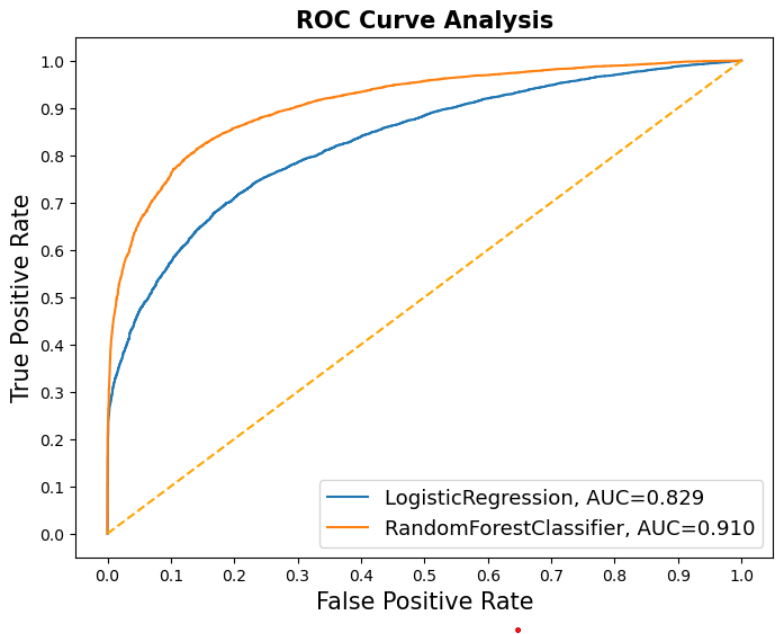 ROC Curve Analysis
True Positive Rate
1.0
0.9
0.8
0.7
0.6
0.5
0.4
0.3
0.2
0.1
0.0
LogisticRegression, AUC=0.829
RandomForestClassifier, AUC=0.910
0.0 0.1 0.2 0.3 0.4 0.5 0.6 0.7 0.8 0.9 1.0
False Positive Rate